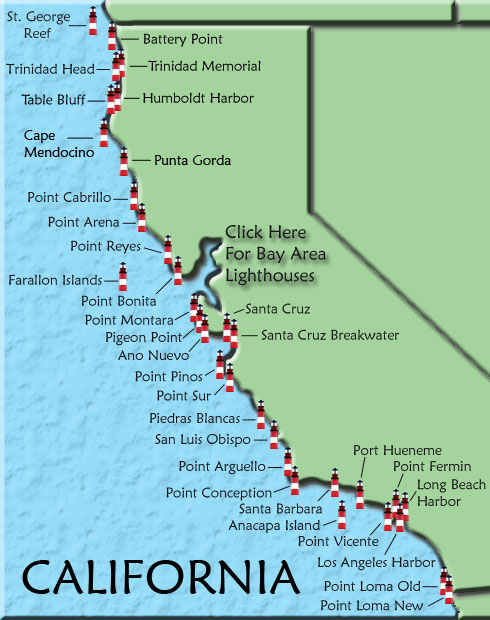 St. George
Reef
Battery Point
Trinidad Head
Trinidad Memorial
Table Bluff
Humboldt Harbor
Cape
Mendocino
Punta Gorda
Point Cabrillo
Point Arena
Point Reyes
Click Here
For Bay Area
Lighthouses
Farallon Islands
Point Bonita
Point Montara
Santa Cruz
Pigeon Point
Santa Cruz Breakwater
Ano Nuevo
Point Pinos
Point Sur
Piedras Blancas
San Luis Obispo
Port Hueneme
Point Arguello
Point Fermin
Long Beach
Harbor
Point Conception
Santa Barbara
Anacapa Island
Point Vicente
Los Angeles Harbor
CALIFORNIA
Point Loma Old
Point Loma New